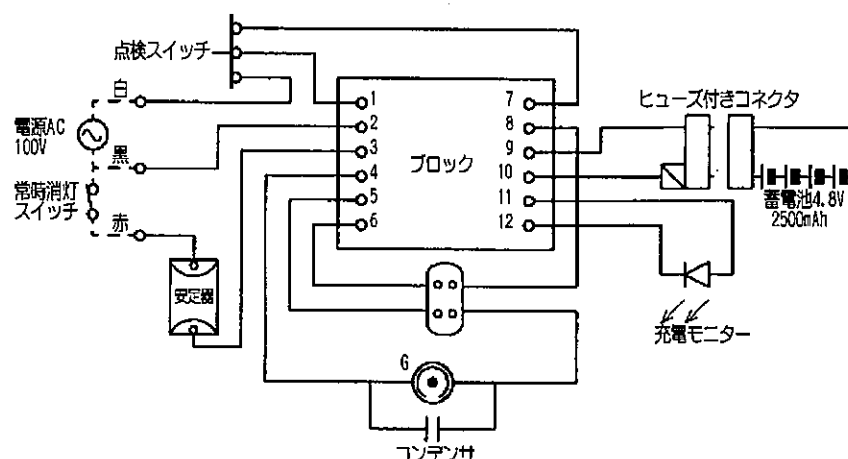 点検スイッチ
白
電源AC
100V
黒
常時消灯
スイッチ
赤
安定器
1
2
3
4
5
6
ブロック
7
8
9
10
11
12
ヒューズ付きコネクタ
蓄電池4.8V
2500mAh
充電モニター
G
コンデンサ